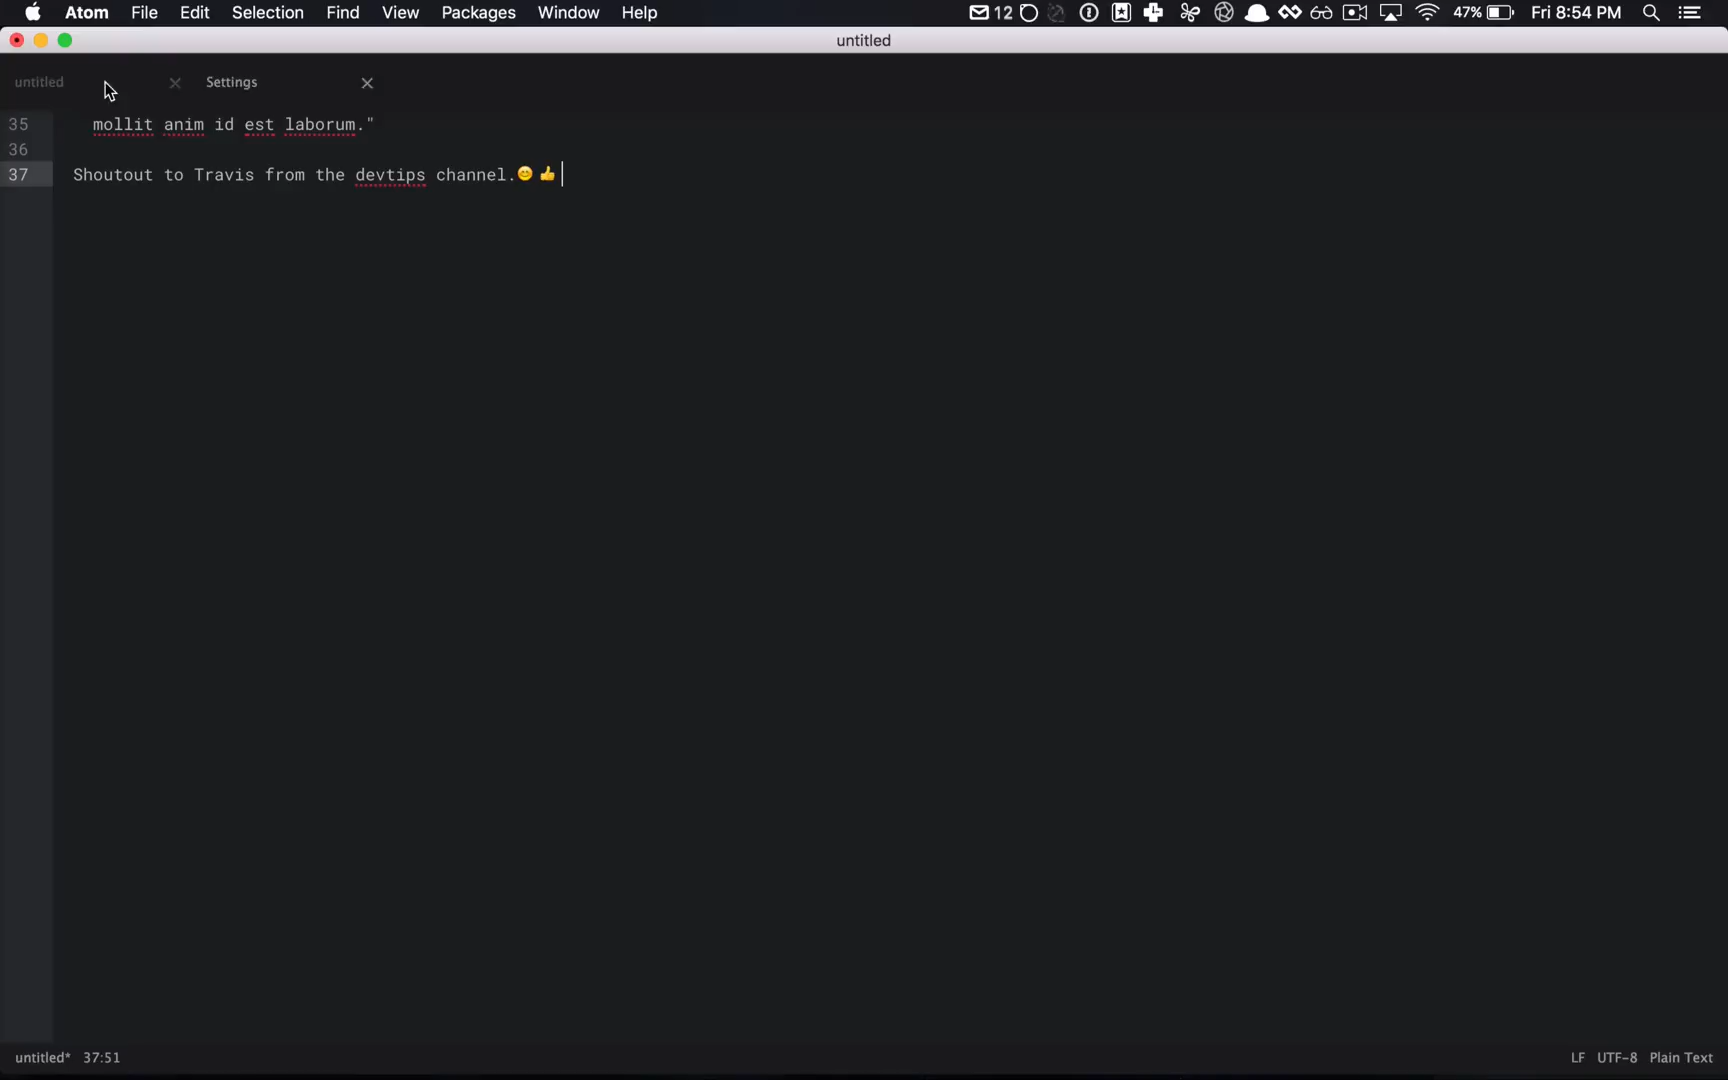 Atom File Edit Selection Find View Packages Window Help 12 47% Fri 8:54 PM
untitled
untitled Settings
35 mollit anim id est laborum."
36
37 Shoutout to Travis from the devtips channel.😊👍
untitled* 37:51 LF UTF-8 Plain Text